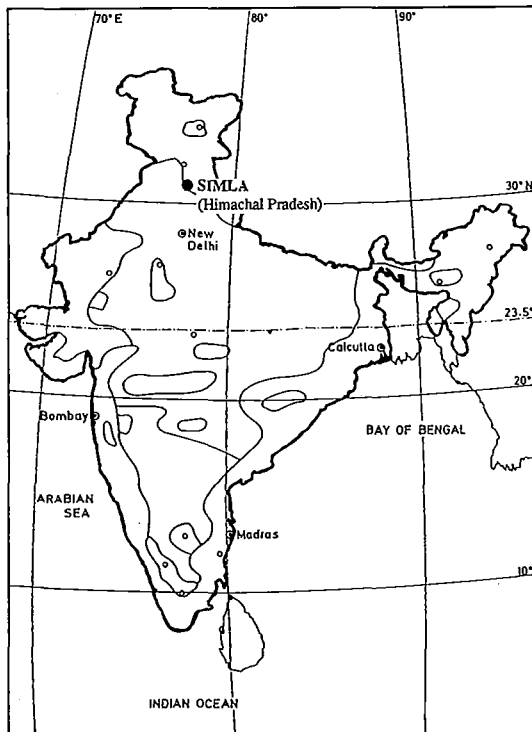 70° E
80°
90°
SIMLA
(Himachal Pradesh)
30° N
New
Delhi
23.5°
Calcutta
20°
Bombay
BAY OF BENGAL
ARABIAN
SEA
Madras
10°
INDIAN OCEAN